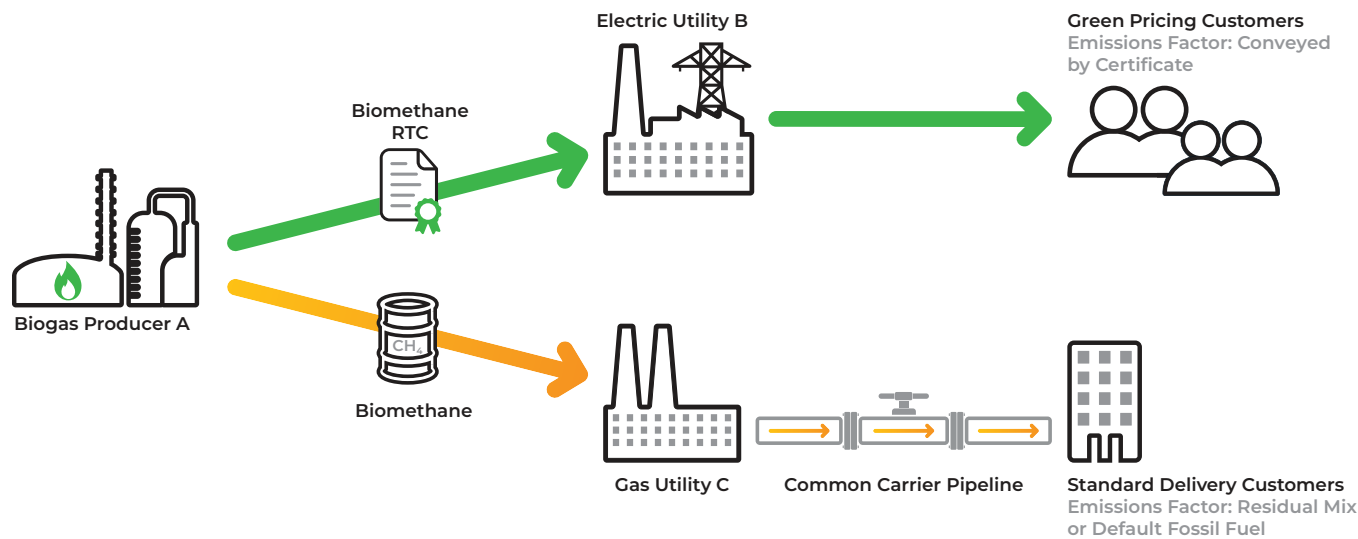 Electric Utility B
Green Pricing Customers
Emissions Factor: Conveyed
by Certificate
Biomethane
RTC
Biogas Producer A
CH₄
Biomethane
Gas Utility C
Common Carrier Pipeline
Standard Delivery Customers
Emissions Factor: Residual Mix
or Default Fossil Fuel